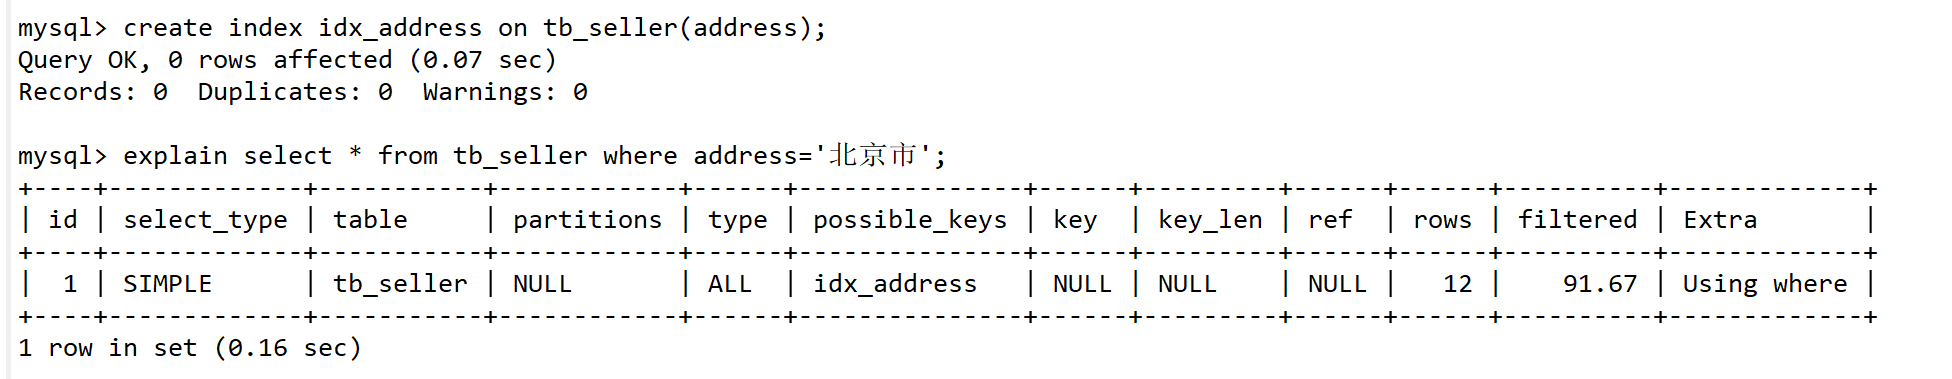 mysql> create index idx_address on tb_seller(address);
Query OK, 0 rows affected (0.07 sec)
Records: 0  Duplicates: 0  Warnings: 0
mysql> explain select * from tb_seller where address='北京市';
+----+-------------+-----------+------------+------+---------------+------+---------+------+------+----------+-------------+
| id | select_type | table     | partitions | type | possible_keys | key  | key_len | ref  | rows | filtered | Extra       |
+----+-------------+-----------+------------+------+---------------+------+---------+------+------+----------+-------------+
|  1 | SIMPLE      | tb_seller | NULL       | ALL  | idx_address   | NULL | NULL    | NULL |   12 |    91.67 | Using where |
+----+-------------+-----------+------------+------+---------------+------+---------+------+------+----------+-------------+
1 row in set (0.16 sec)